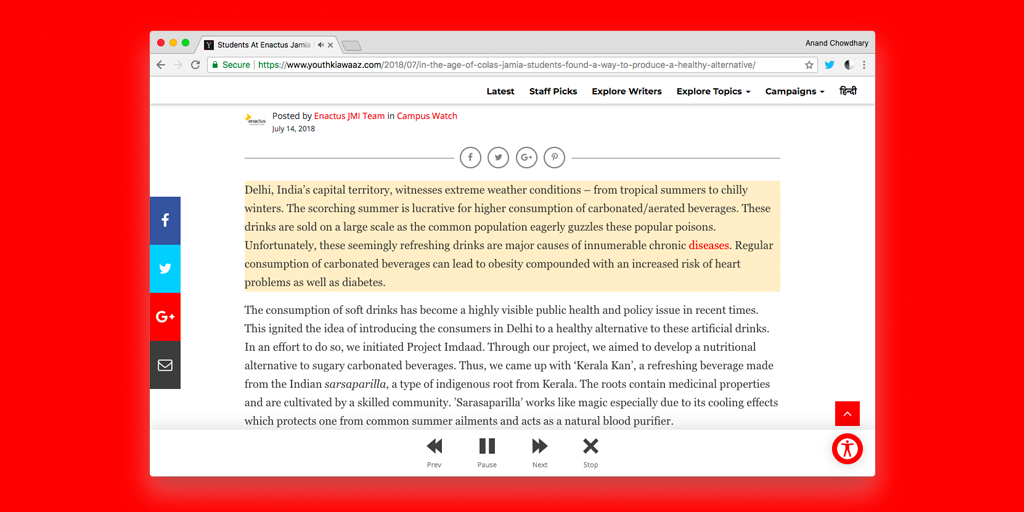 Students At Enactus Jamia
Anand Chowdhary
Secure https://www.youthkiawaaz.com/2018/07/in-the-age-of-colas-jamia-students-found-a-way-to-produce-a-healthy-alternative/
Latest Staff Picks Explore Writers Explore Topics Campaigns हिन्दी
enactus
Posted by Enactus JMI Team in Campus Watch
July 14, 2018
Delhi, India’s capital territory, witnesses extreme weather conditions – from tropical summers to chilly
winters. The scorching summer is lucrative for higher consumption of carbonated/aerated beverages. These
drinks are sold on a large scale as the common population eagerly guzzles these popular poisons.
Unfortunately, these seemingly refreshing drinks are major causes of innumerable chronic diseases. Regular
consumption of carbonated beverages can lead to obesity compounded with an increased risk of heart
problems as well as diabetes.
The consumption of soft drinks has become a highly visible public health and policy issue in recent times.
This ignited the idea of introducing the consumers in Delhi to a healthy alternative to these artificial drinks.
In an effort to do so, we initiated Project Imdaad. Through our project, we aimed to develop a nutritional
alternative to sugary carbonated beverages. Thus, we came up with ‘Kerala Kan’, a refreshing beverage made
from the Indian sarsaparilla, a type of indigenous root from Kerala. The roots contain medicinal properties
and are cultivated by a skilled community. ’Sarasaparilla’ works like magic especially due to its cooling effects
which protects one from common summer ailments and acts as a natural blood purifier.
Prev Pause Next Stop